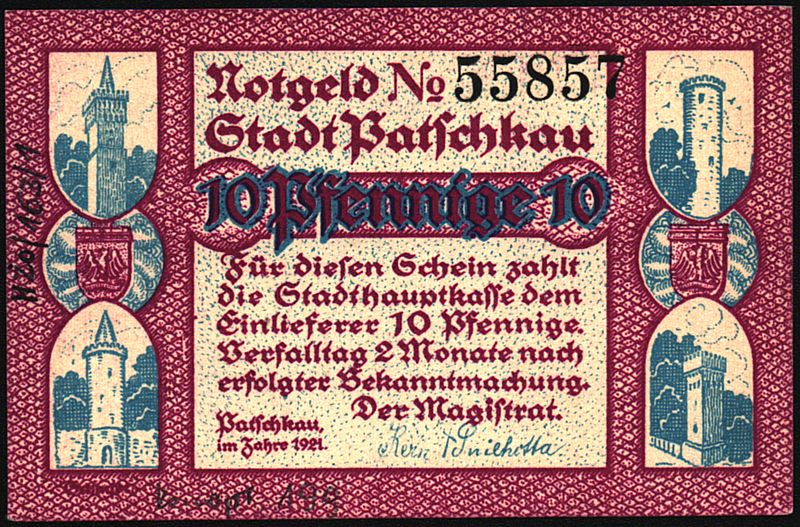 Notgeld No 55857
Stadt Patschkau
10 Pfennige 10
Für diesen Schein zahlt
die Stadthauptkasse dem
Einlieferer 10 Pfennige.
Verfalltag 2 Monate nach
erfolgter Bekanntmachung.
Der Magistrat.
Patschkau,
im Jahre 1921.